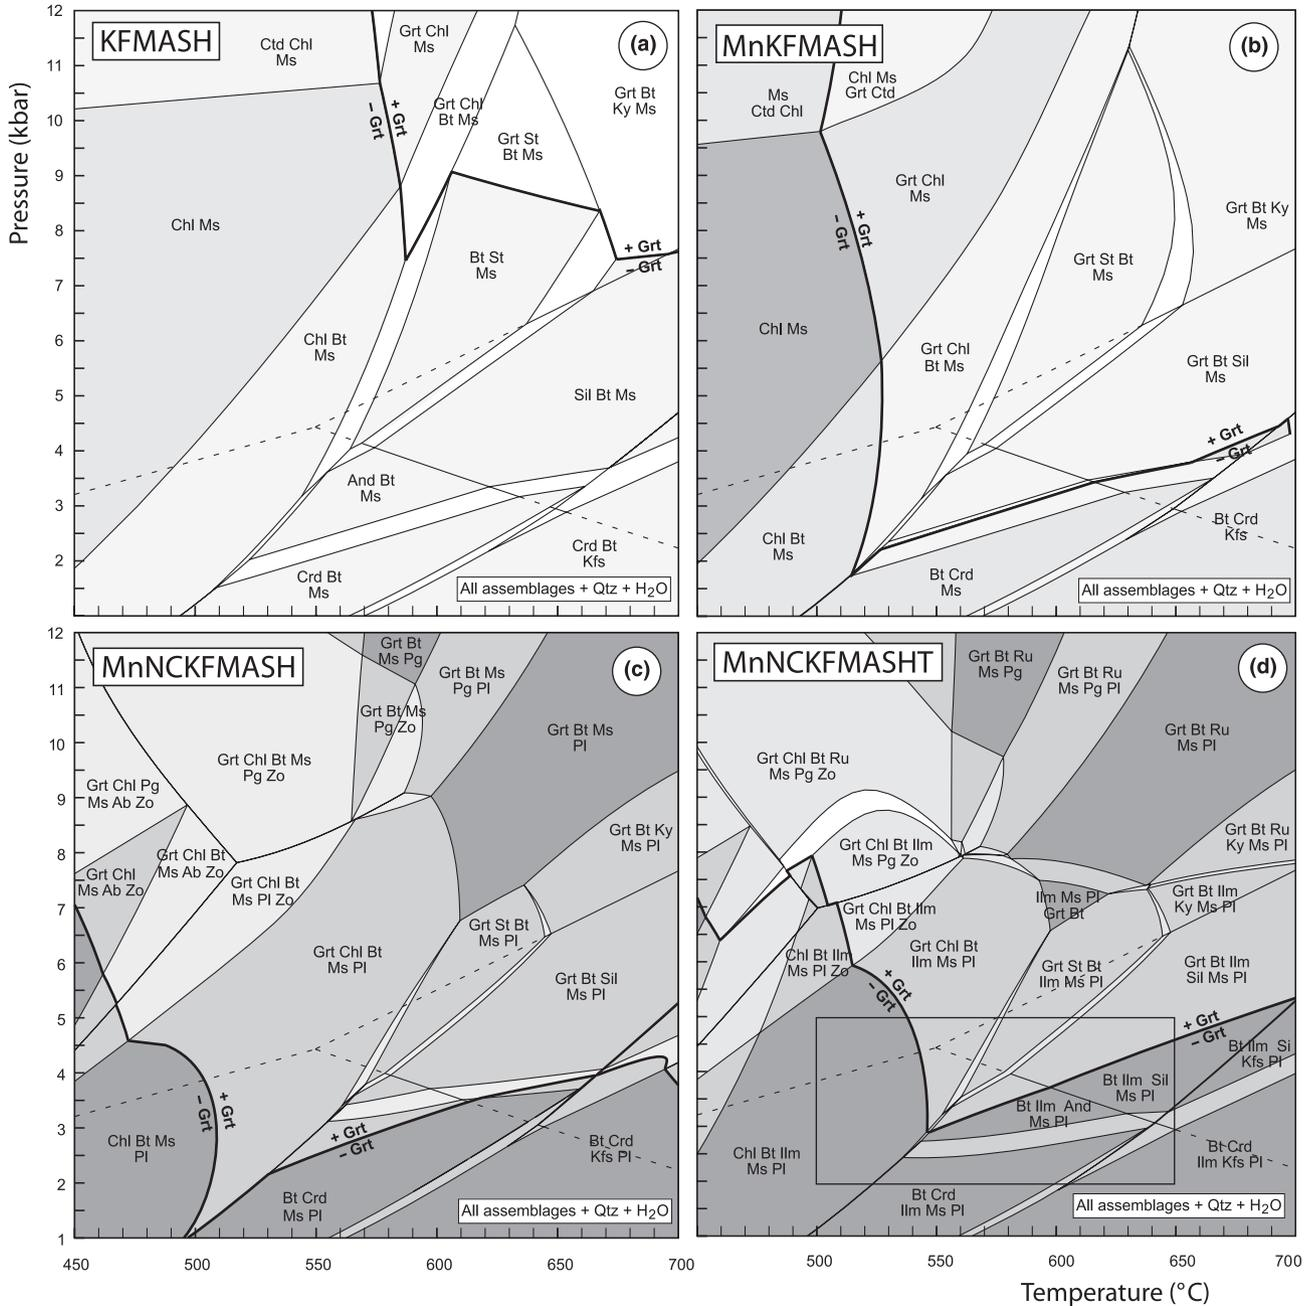 KFMASH
(a)
Ctd Chl
Ms
Grt Chl
Ms
– Grt
+ Grt
Grt Chl
Bt Ms
Grt Bt
Ky Ms
Grt St
Bt Ms
Chl Ms
Bt St
Ms
+ Grt
– Grt
Chl Bt
Ms
Sil Bt Ms
And Bt
Ms
Crd Bt
Kfs
Crd Bt
Ms
All assemblages + Qtz + H2O
12
11
10
9
8
7
6
5
4
3
2
Pressure (kbar)
MnKFMASH
(b)
Ms
Ctd Chl
Chl Ms
Grt Ctd
Grt Chl
Ms
– Grt
+ Grt
Grt Bt Ky
Ms
Grt St Bt
Ms
Chl Ms
Grt Chl
Bt Ms
Grt Bt Sil
Ms
+ Grt
– Grt
Chl Bt
Ms
Bt Crd
Kfs
Bt Crd
Ms
All assemblages + Qtz + H2O
MnNCKFMASH
(c)
Grt Bt
Ms Pg
Grt Bt Ms
Pg Pl
Grt Bt Ms
Pg Zo
Grt Bt Ms
Pl
Grt Chl Bt Ms
Pg Zo
Grt Chl Pg
Ms Ab Zo
Grt Chl
Ms Ab Zo
Grt Chl Bt
Ms Ab Zo
Grt Chl Bt
Ms Pl Zo
Grt Bt Ky
Ms Pl
Grt St Bt
Ms Pl
Grt Chl Bt
Ms Pl
Grt Bt Sil
Ms Pl
– Grt
+ Grt
Chl Bt Ms
Pl
+ Grt
– Grt
Bt Crd
Kfs Pl
Bt Crd
Ms Pl
All assemblages + Qtz + H2O
12
11
10
9
8
7
6
5
4
3
2
1
450
500
550
600
650
700
MnNCKFMASHT
(d)
Grt Bt Ru
Ms Pg
Grt Bt Ru
Ms Pg Pl
Grt Bt Ru
Ms Pl
Grt Chl Bt Ru
Ms Pg Zo
Grt Chl Bt Ilm
Ms Pg Zo
Grt Bt Ru
Ky Ms Pl
Ilm Ms Pl
Grt Bt
Grt Bt Ilm
Ky Ms Pl
Grt Chl Bt Ilm
Ms Pl Zo
Chl Bt Ilm
Ms Pl Zo
Grt Chl Bt
Ilm Ms Pl
Grt St Bt
Ilm Ms Pl
Grt Bt Ilm
Sil Ms Pl
+ Grt
– Grt
+ Grt
– Grt
Bt Ilm Si
Kfs Pl
Bt Ilm Sil
Ms Pl
Bt Ilm And
Ms Pl
Chl Bt Ilm
Ms Pl
Bt Crd
Ilm Kfs Pl
Bt Crd
Ilm Ms Pl
All assemblages + Qtz + H2O
500
550
600
650
700
Temperature (°C)